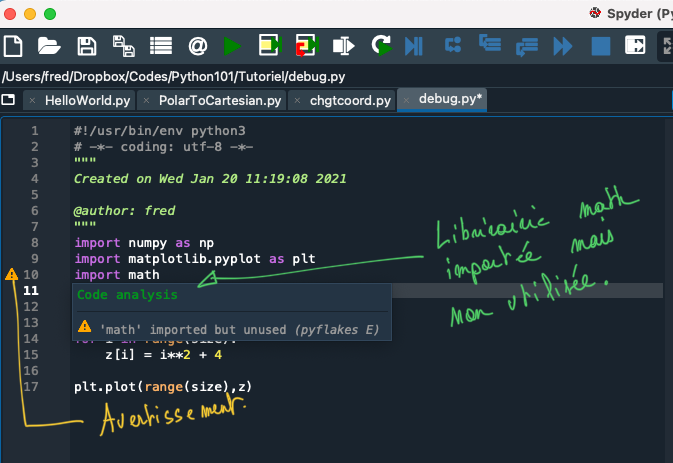 Spyder (Py
/Users/fred/Dropbox/Codes/Python101/Tutoriel/debug.py
× HelloWorld.py × PolarToCartesian.py × chgtcoord.py × debug.py*
1 #!/usr/bin/env python3
2 # -*- coding: utf-8 -*-
3 """
4 Created on Wed Jan 20 11:19:08 2021
5
6 @author: fred
7 """
8 import numpy as np
9 import matplotlib.pyplot as plt
10 import math
11
Code analysis
12
'math' imported but unused (pyflakes E)
13
14 for i in range(size):
15 z[i] = i**2 + 4
16
17 plt.plot(range(size),z)
Librairie math
importée mais
non utilisée.
Avertissement.